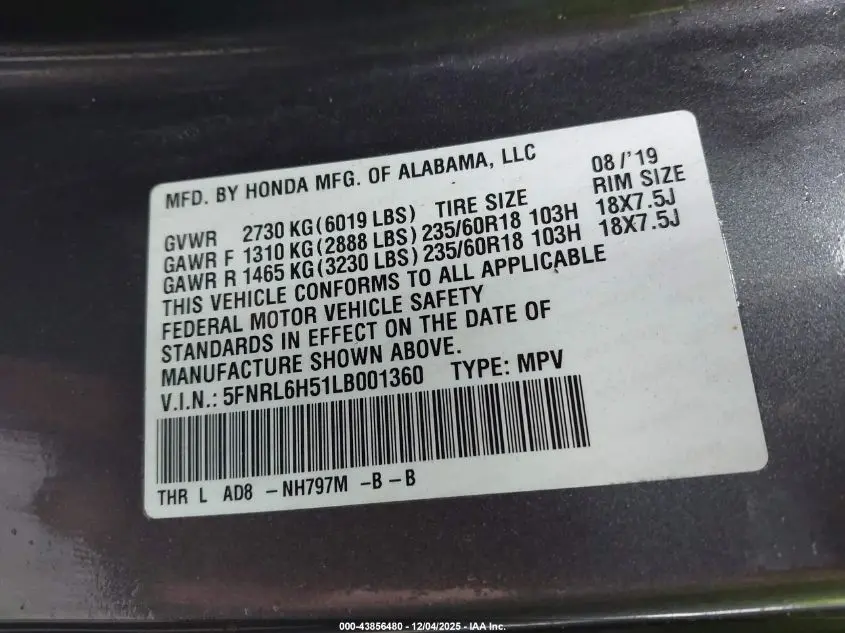 MFD. BY HONDA MFG. OF ALABAMA, LLC 08/'19
GVWR 2730 KG(6019 LBS) TIRE SIZE RIM SIZE
GAWR F 1310 KG(2888 LBS) 235/60R18 103H 18X7.5J
GAWR R 1465 KG(3230 LBS) 235/60R18 103H 18X7.5J
THIS VEHICLE CONFORMS TO ALL APPLICABLE
FEDERAL MOTOR VEHICLE SAFETY
STANDARDS IN EFFECT ON THE DATE OF
MANUFACTURE SHOWN ABOVE.
V.I.N.: 5FNRL6H51LB001360 TYPE: MPV
THR L AD8 -NH797M -B-B
000-43856480 - 12/04/2025 - IAA Inc.